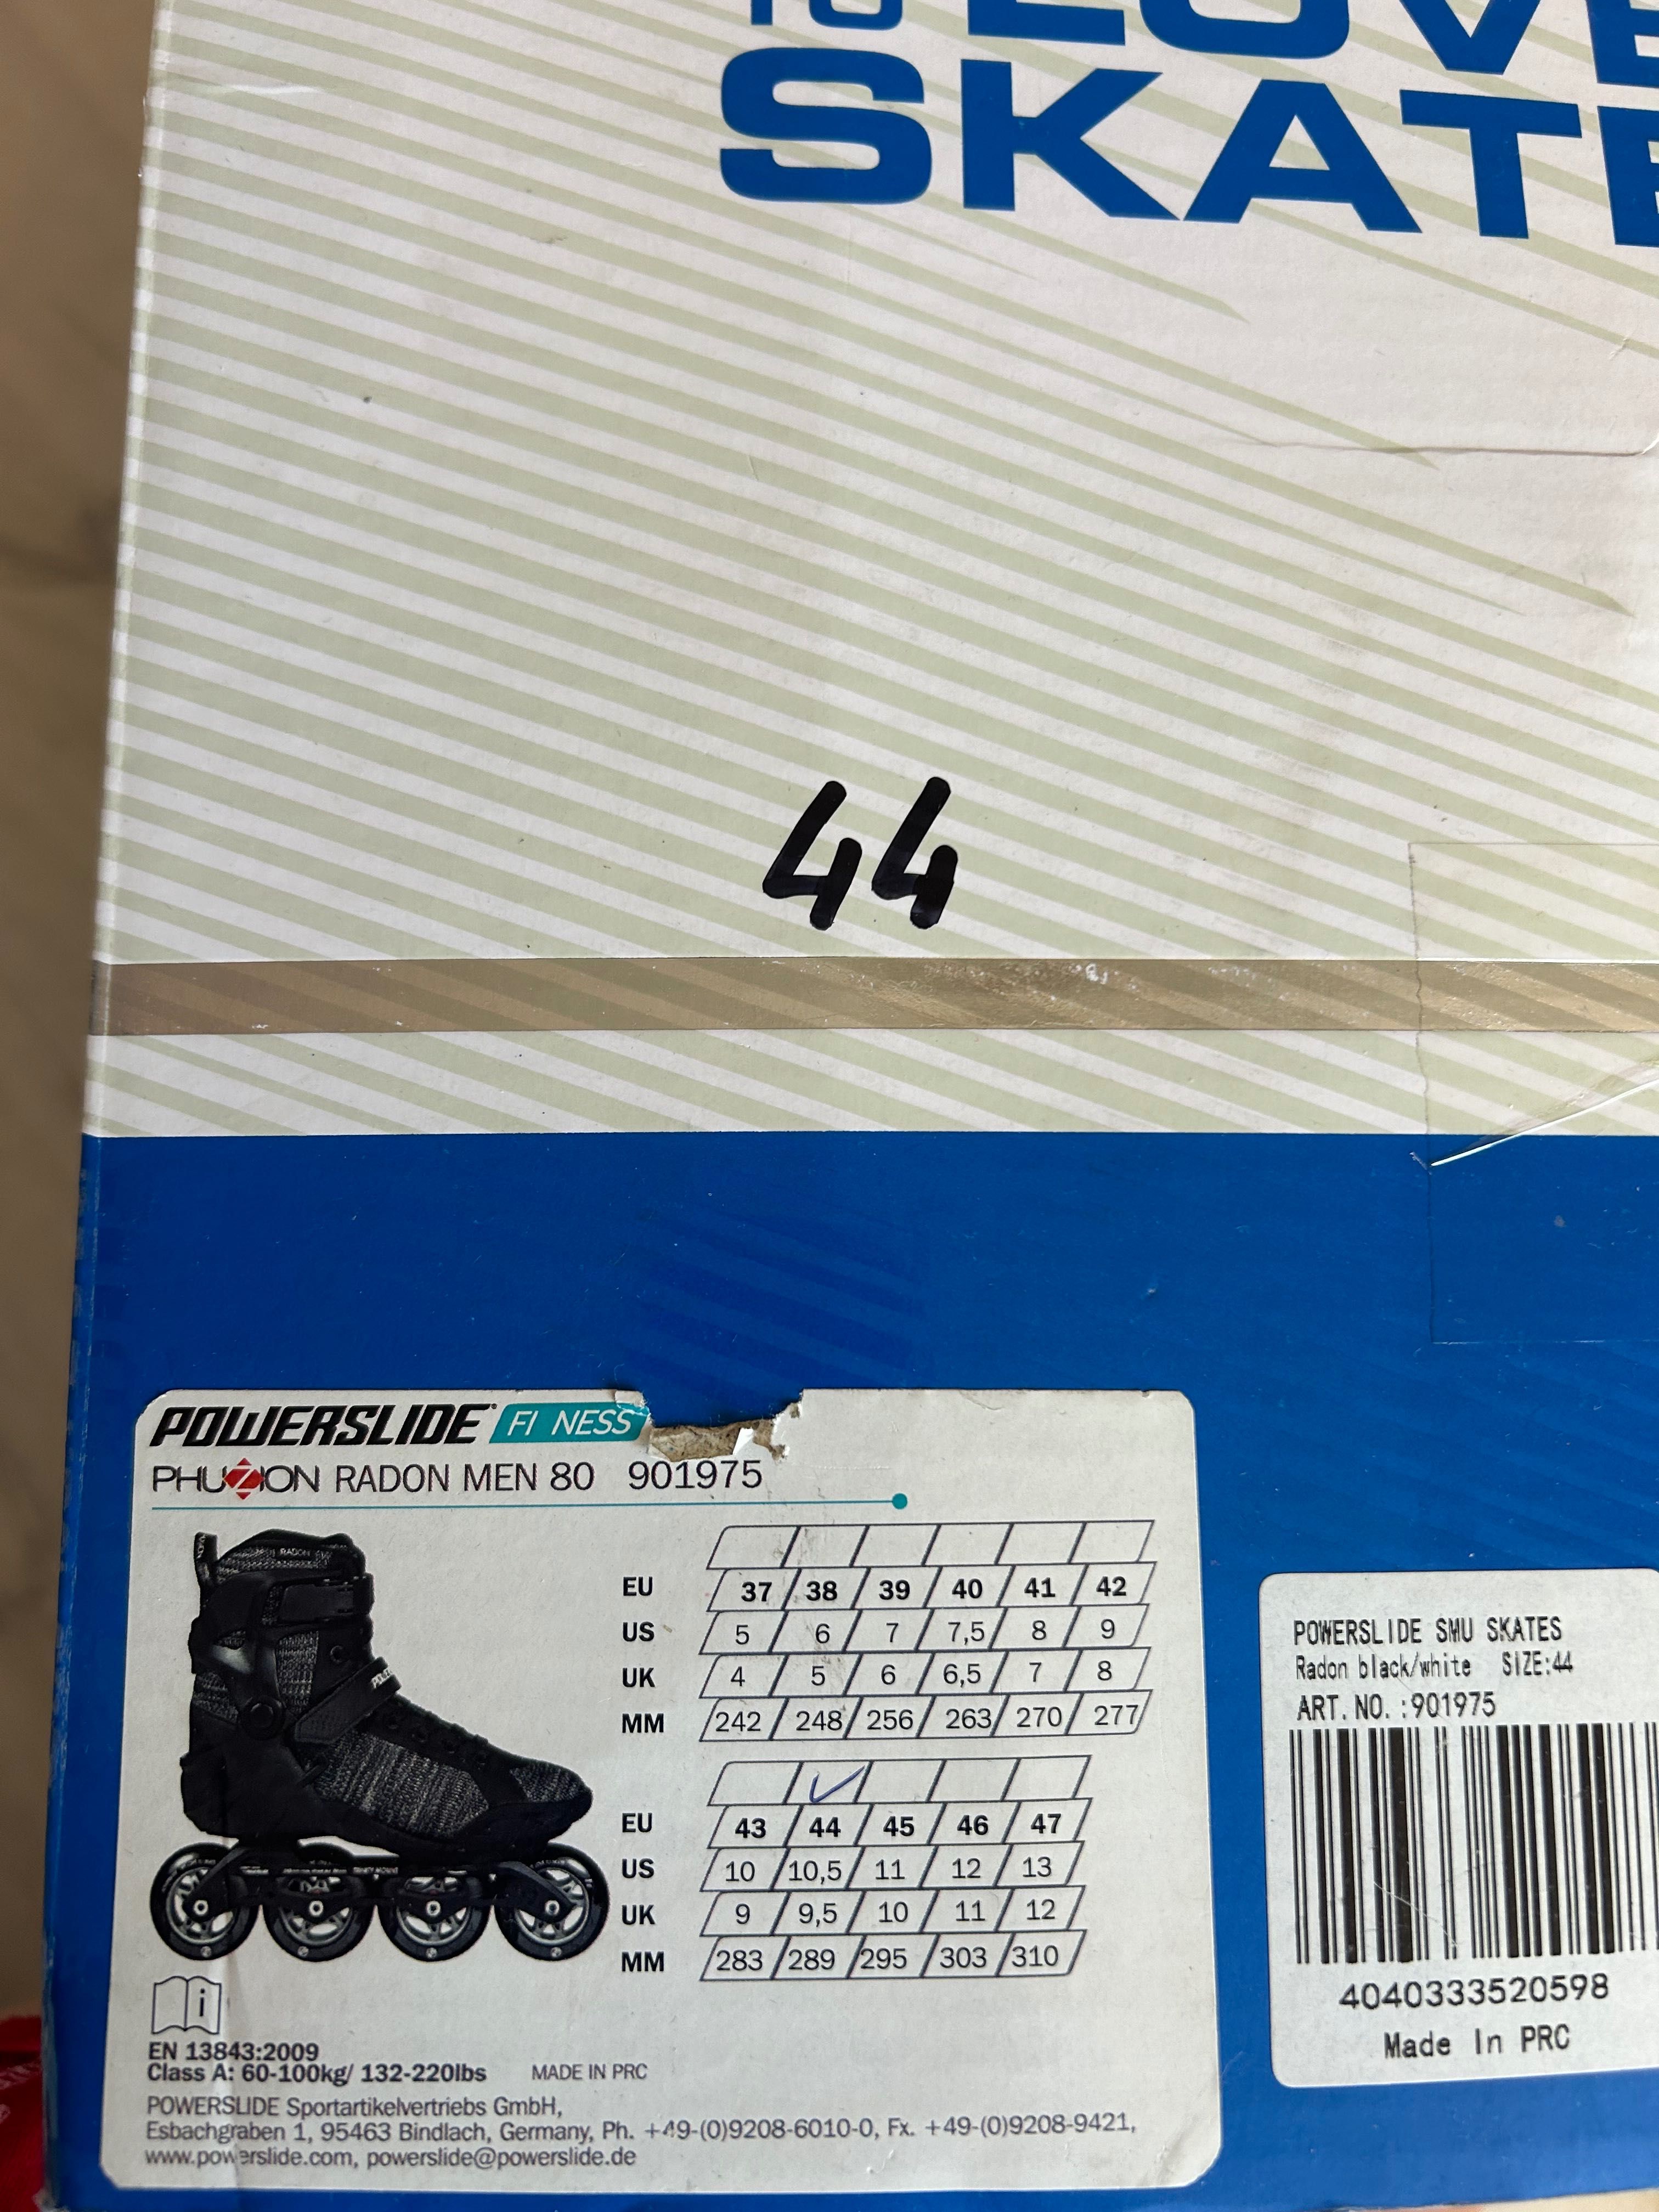 TO LOVE
SKATE
44
POWERSLIDE FI NESS
PHUZION RADON MEN 80 901975
EU 37 38 39 40 41 42
US 5 6 7 7,5 8 9
UK 4 5 6 6,5 7 8
MM 242 248 256 263 270 277
EU 43 44 45 46 47
US 10 10,5 11 12 13
UK 9 9,5 10 11 12
MM 283 289 295 303 310
RADON
i
EN 13843:2009
Class A: 60-100kg/ 132-220lbs MADE IN PRC
POWERSLIDE Sportartikelvertriebs GmbH,
Esbachgraben 1, 95463 Bindlach, Germany, Ph. +49-(0)9208-6010-0, Fx. +49-(0)9208-9421,
www.powerslide.com, powerslide@powerslide.de
POWERSLIDE SMU SKATES
Radon black/white SIZE:44
ART. NO. :901975
4040333520598
Made In PRC